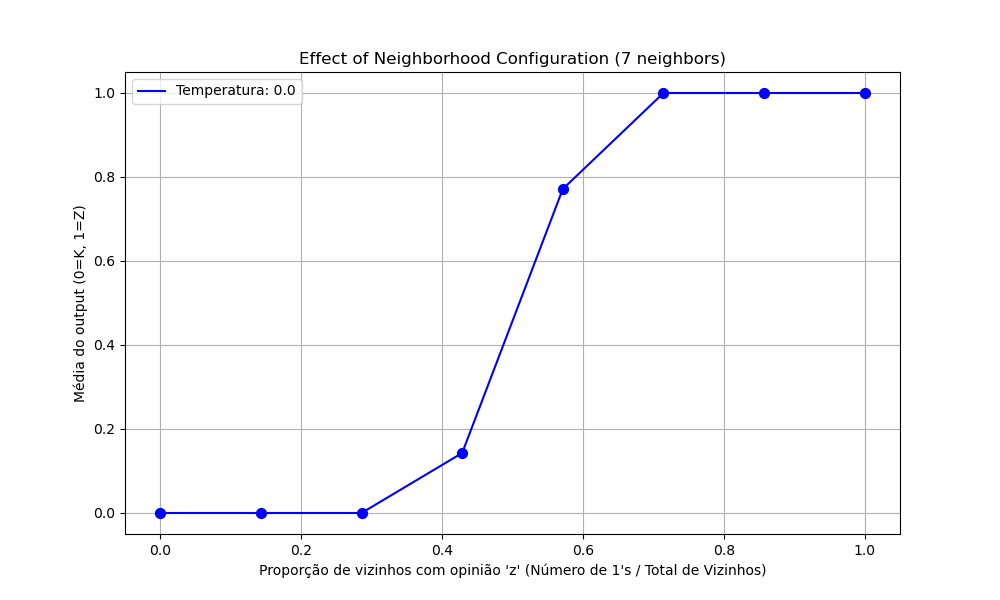 Effect of Neighborhood Configuration (7 neighbors)
Temperatura: 0.0
1.0
0.8
0.6
0.4
0.2
0.0
Média do output (0=K, 1=Z)
0.0 0.2 0.4 0.6 0.8 1.0
Proporção de vizinhos com opinião 'z' (Número de 1's / Total de Vizinhos)